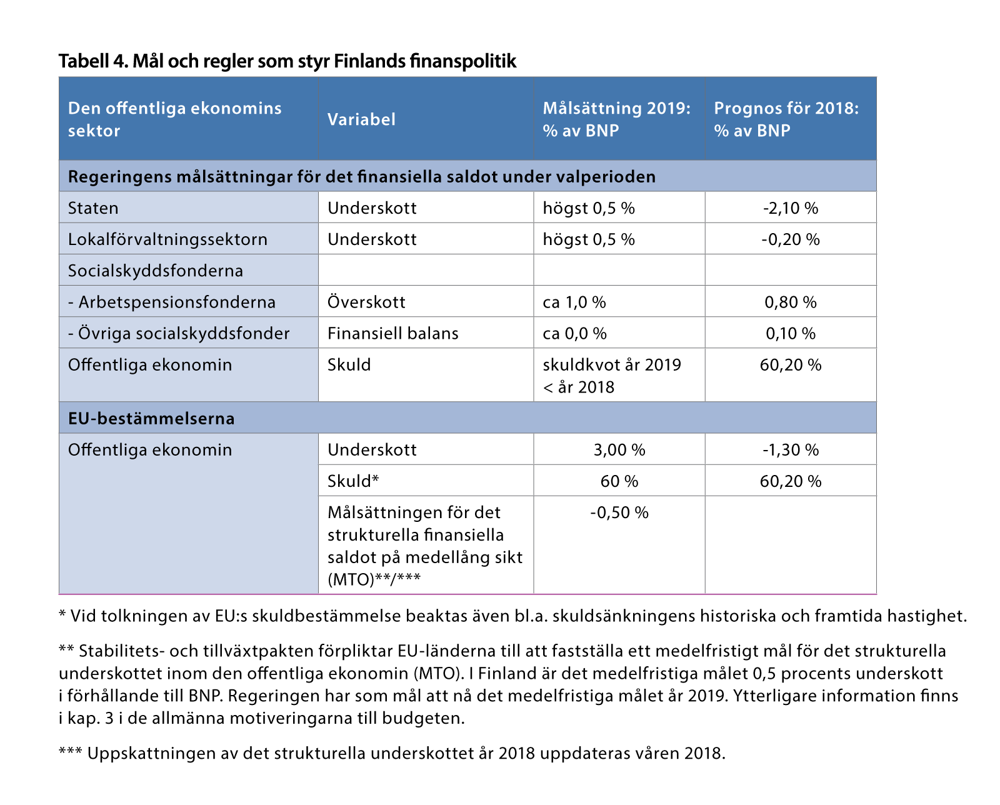 Tabell 4. Mål och regler som styr Finlands finanspolitik
Den offentliga ekonomins
sektor
Variabel
Målsättning 2019:
% av BNP
Prognos för 2018:
% av BNP
Regeringens målsättningar för det finansiella saldot under valperioden
Staten Underskott högst 0,5 % -2,10 %
Lokalförvaltningssektorn Underskott högst 0,5 % -0,20 %
Socialskyddsfonderna
- Arbetspensionsfonderna Överskott ca 1,0 % 0,80 %
- Övriga socialskyddsfonder Finansiell balans ca 0,0 % 0,10 %
Offentliga ekonomin Skuld skuldkvot år 2019 60,20 %
< år 2018
EU-bestämmelserna
Offentliga ekonomin Underskott 3,00 % -1,30 %
Skuld* 60 % 60,20 %
Målsättningen för det -0,50 %
strukturella finansiella
saldot på medellång sikt
(MTO)**/***
* Vid tolkningen av EU:s skuldbestämmelse beaktas även bl.a. skuldsänkningens historiska och framtida hastighet.
** Stabilitets- och tillväxtpakten förpliktar EU-länderna till att fastställa ett medelfristigt mål för det strukturella
underskottet inom den offentliga ekonomin (MTO). I Finland är det medelfristiga målet 0,5 procents underskott
i förhållande till BNP. Regeringen har som mål att nå det medelfristiga målet år 2019. Ytterligare information finns
i kap. 3 i de allmänna motiveringarna till budgeten.
*** Uppskattningen av det strukturella underskottet år 2018 uppdateras våren 2018.